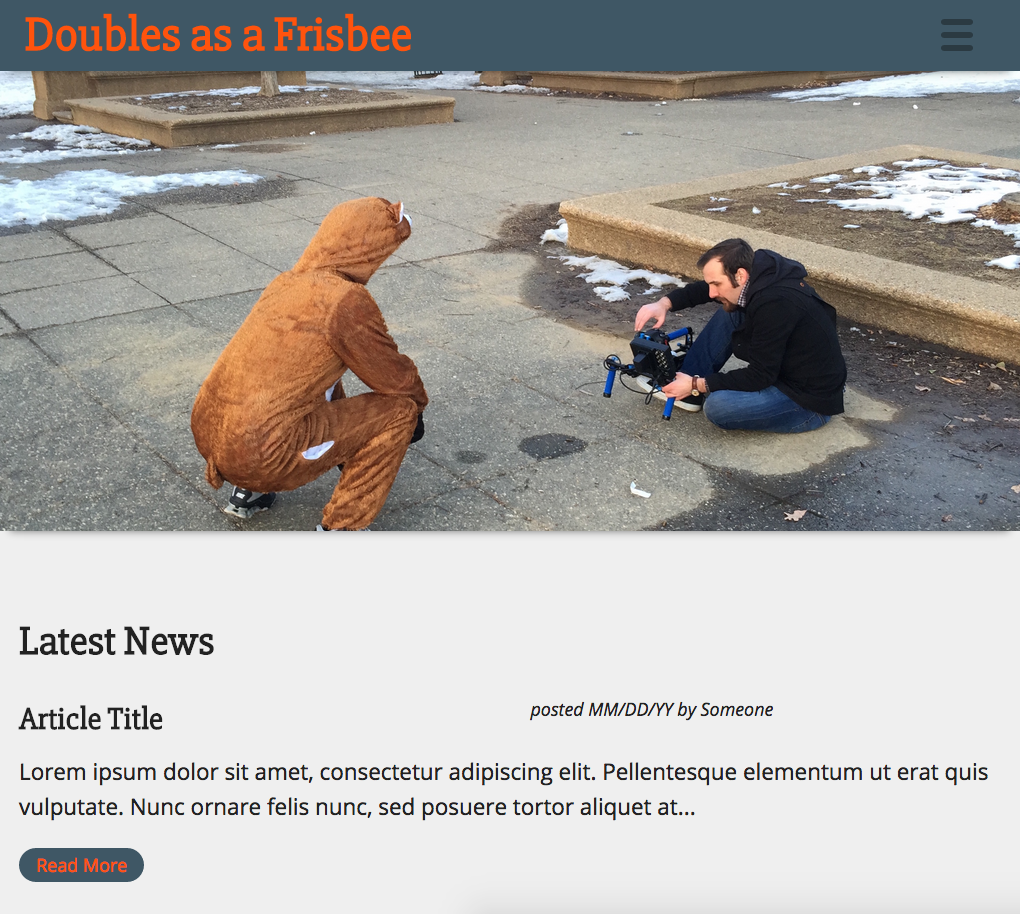 Doubles as a Frisbee
Latest News
Article Title
posted MM/DD/YY by Someone
Lorem ipsum dolor sit amet, consectetur adipiscing elit. Pellentesque elementum ut erat quis
vulputate. Nunc ornare felis nunc, sed posuere tortor aliquet at...
Read More